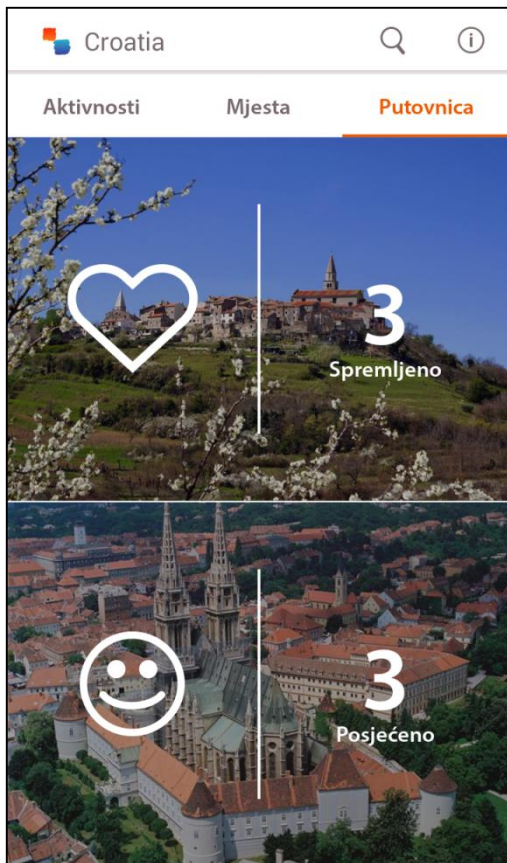 Croatia
Aktivnosti Mjesta Putovnica
3
Spremljeno
3
Posjećeno